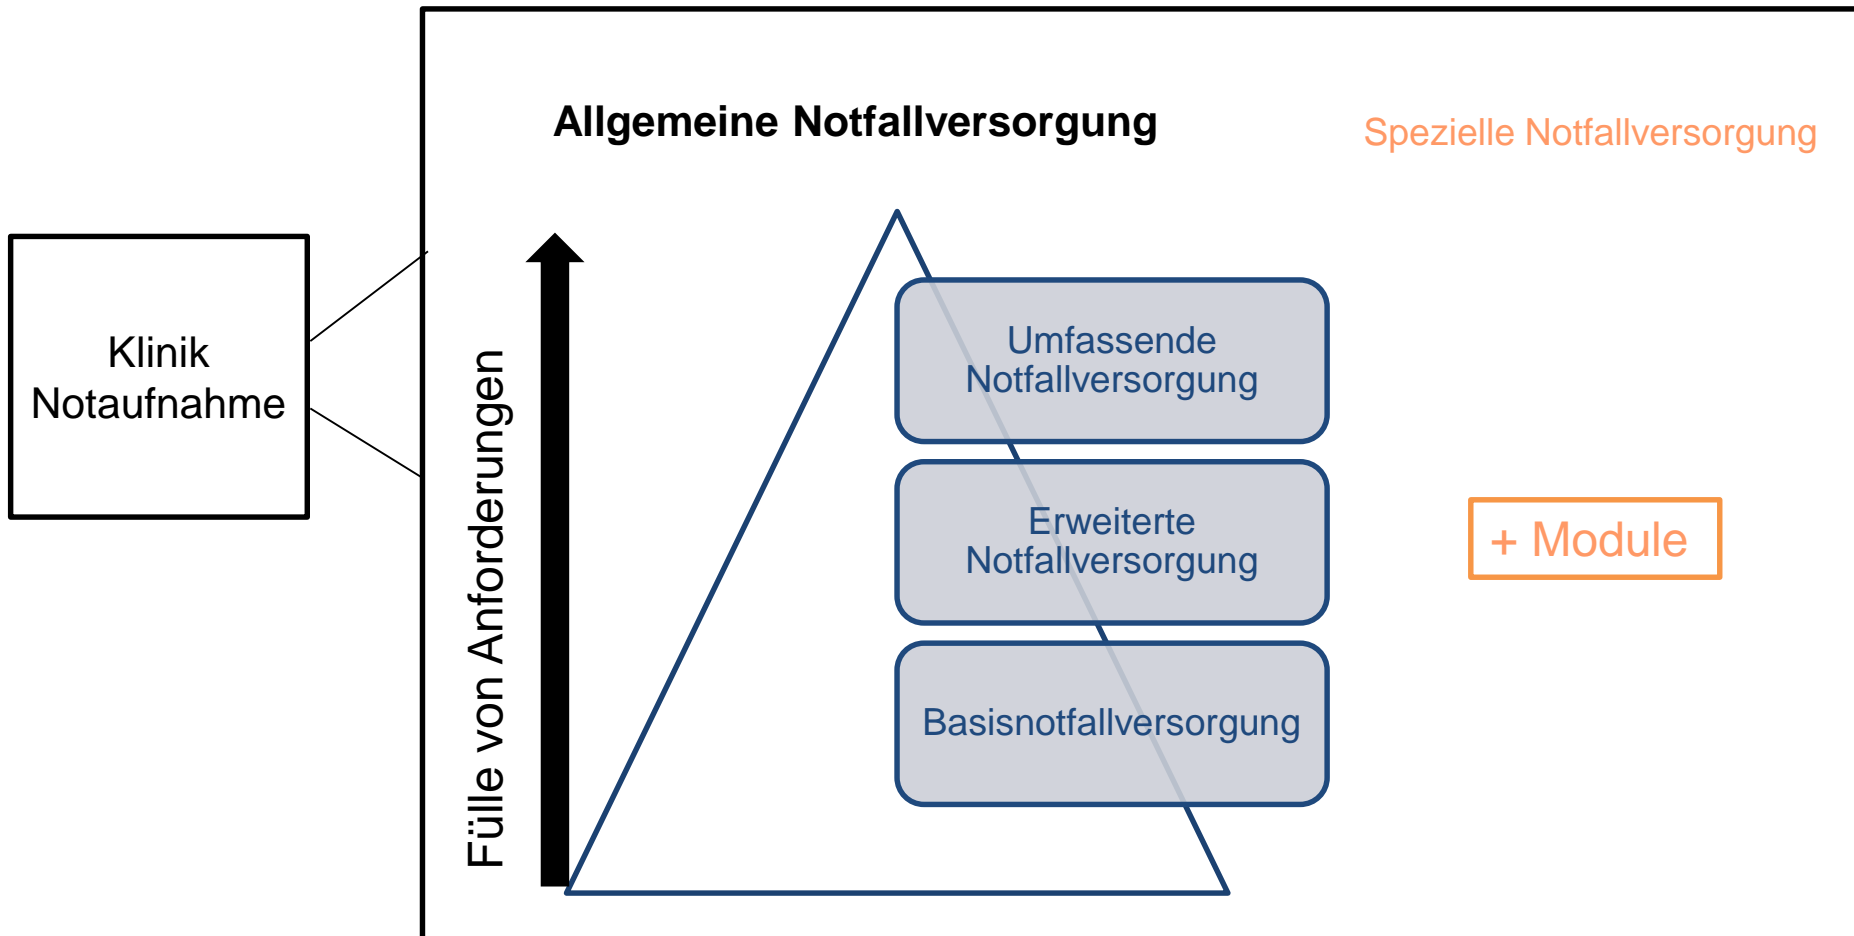 Allgemeine Notfallversorgung
Spezielle Notfallversorgung
Klinik
Notaufnahme
Fülle von Anforderungen
Umfassende
Notfallversorgung
Erweiterte
Notfallversorgung
+ Module
Basisnotfallversorgung